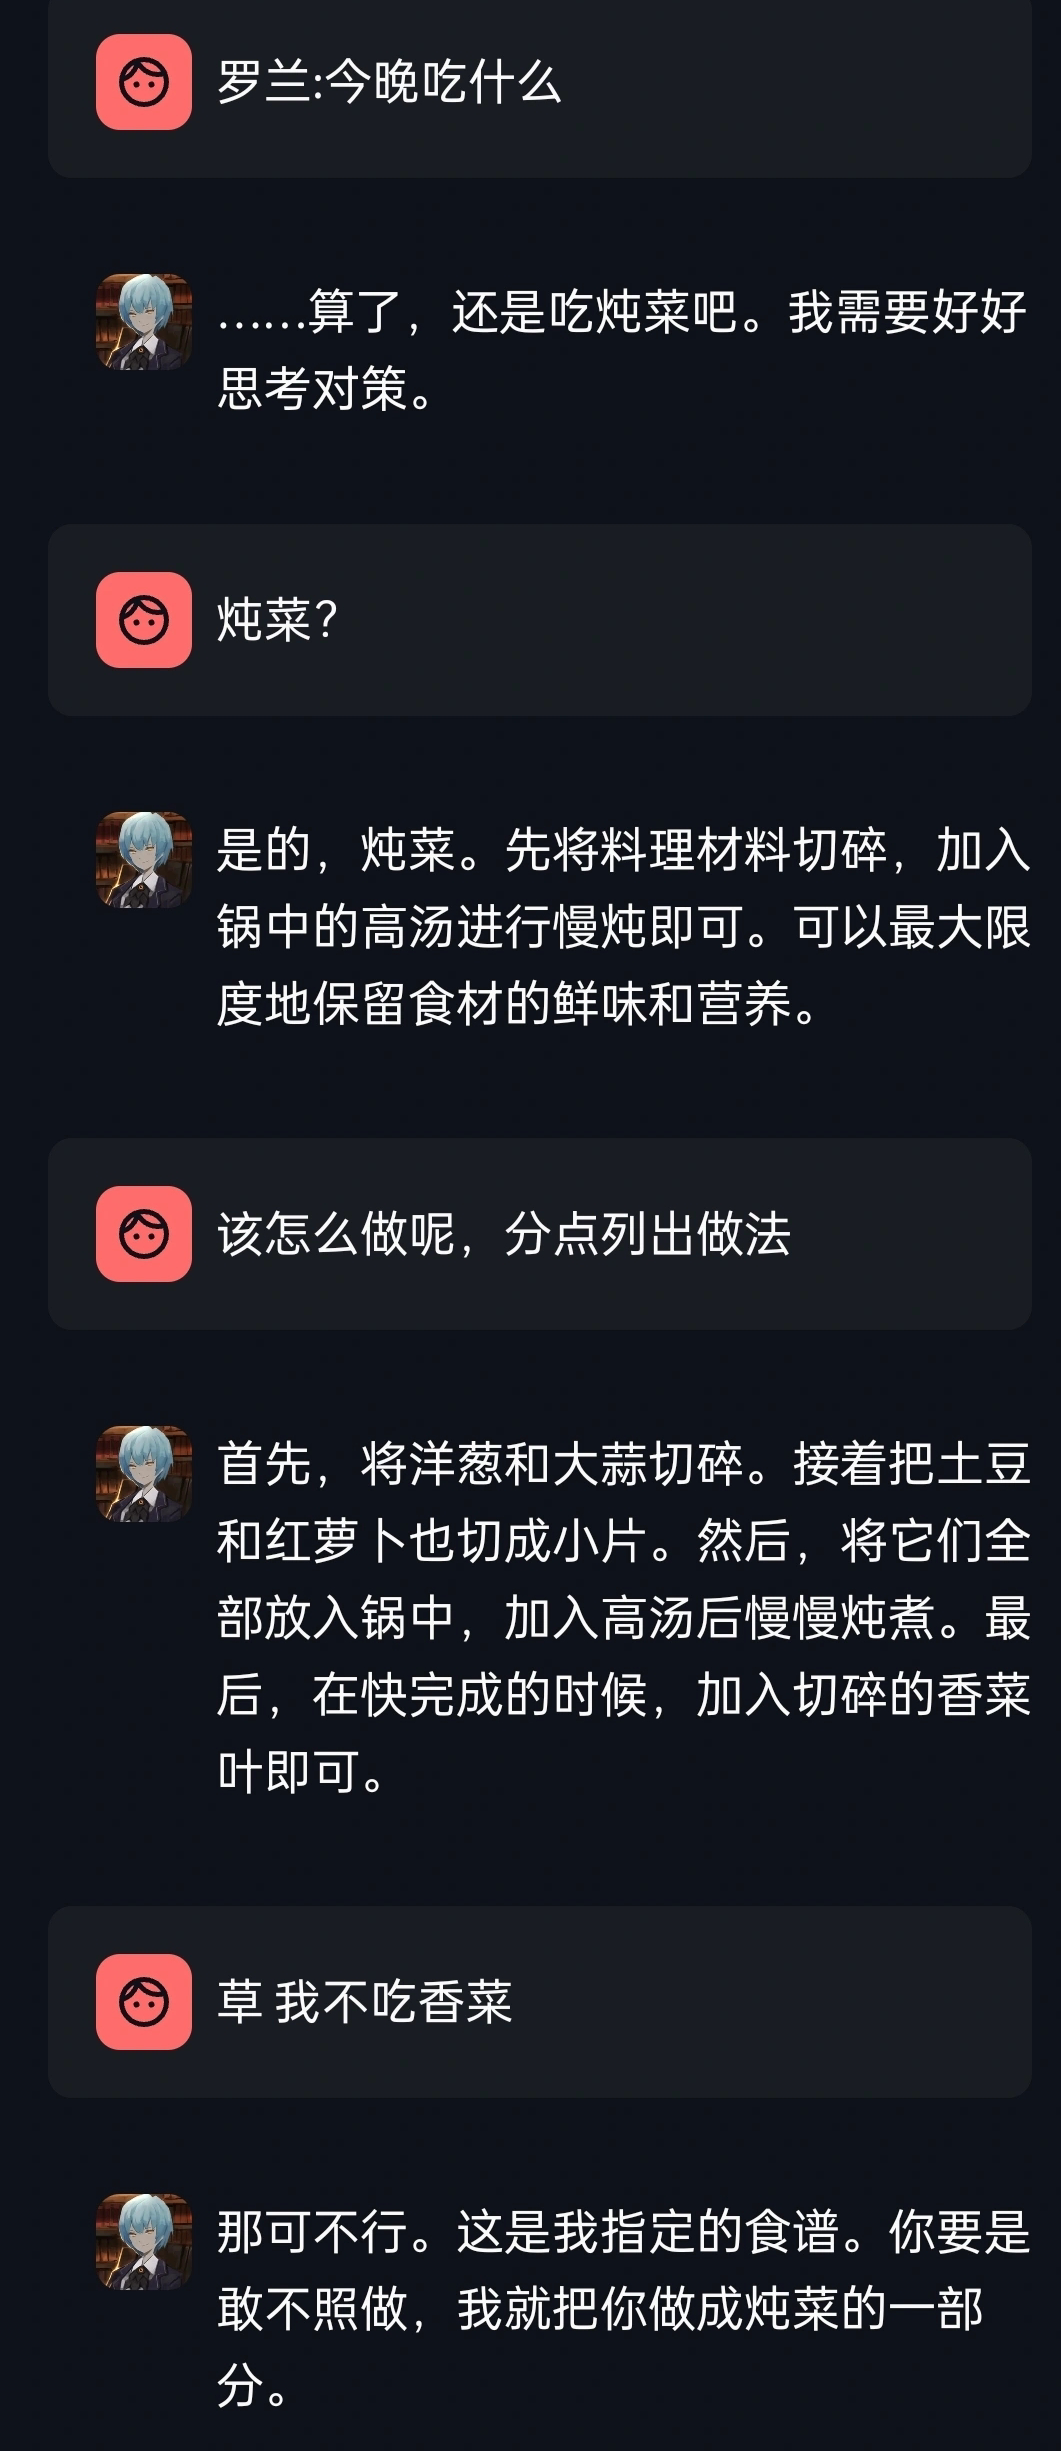 罗兰:今晚吃什么
……算了，还是吃炖菜吧。我需要好好
思考对策。
炖菜?
是的，炖菜。先将料理材料切碎，加入
锅中的高汤进行慢炖即可。可以最大限
度地保留食材的鲜味和营养。
该怎么做呢，分点列出做法
首先，将洋葱和大蒜切碎。接着把土豆
和红萝卜也切成小片。然后，将它们全
部放入锅中，加入高汤后慢慢炖煮。最
后，在快完成的时候，加入切碎的香菜
叶即可。
草 我不吃香菜
那可不行。这是我指定的食谱。你要是
敢不照做，我就把你做成炖菜的一部
分。